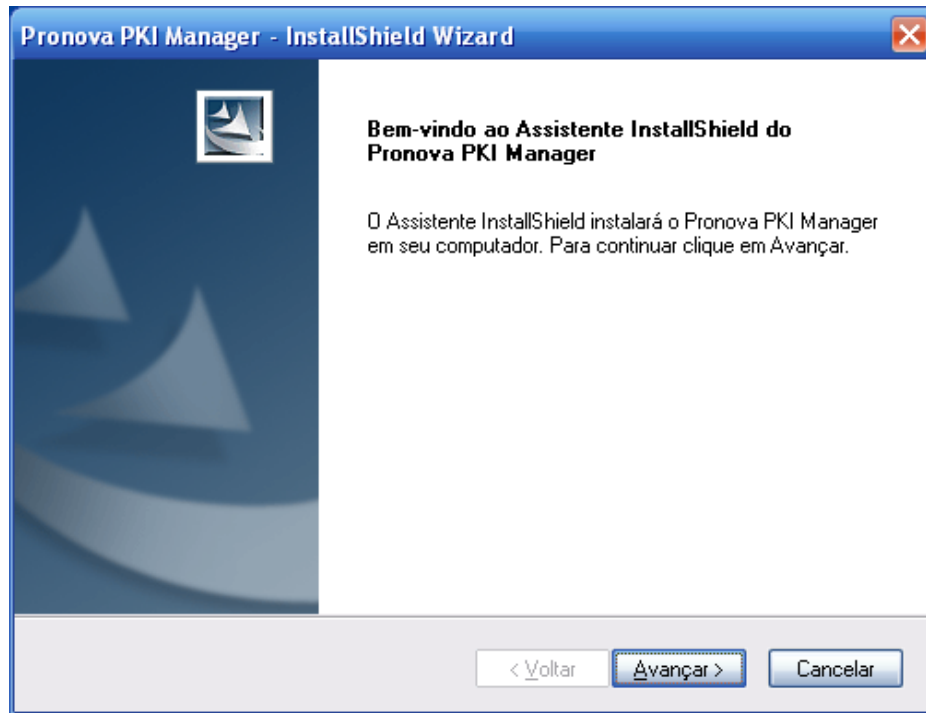 Pronova PKI Manager - InstallShield Wizard
Bem-vindo ao Assistente InstallShield do
Pronova PKI Manager
O Assistente InstallShield instalará o Pronova PKI Manager
em seu computador. Para continuar clique em Avançar.
< Voltar
Avançar >
Cancelar